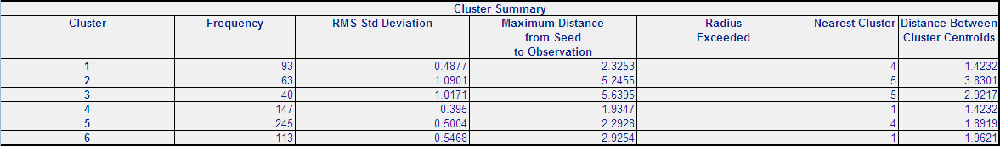 Cluster Summary
Cluster Frequency RMS Std Deviation Maximum Distance from Seed to Observation Radius Exceeded Nearest Cluster Distance Between Cluster Centroids
1 93 0.4877 2.3253 4 1.4232
2 63 1.0901 5.2455 5 3.8301
3 40 1.0171 5.6395 5 2.9217
4 147 0.395 1.9347 1 1.4232
5 245 0.5004 2.2928 4 1.8919
6 113 0.5468 2.9254 1 1.9621